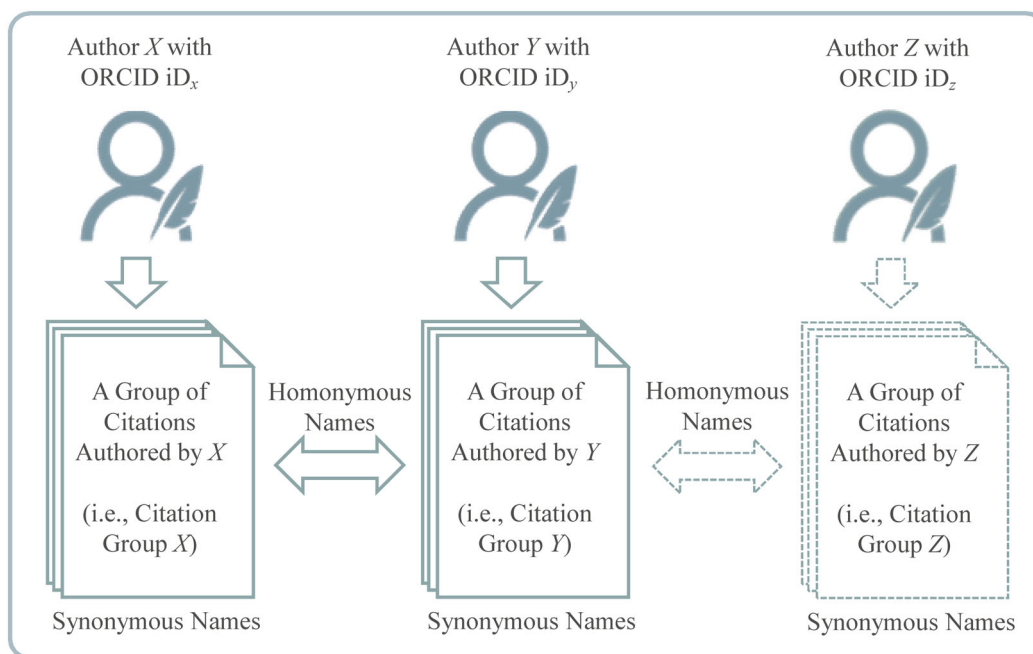 Author X with
ORCID iDx
Author Y with
ORCID iDy
Author Z with
ORCID iDz
A Group of
Citations
Authored by X
(i.e., Citation
Group X)
Synonymous Names
Homonymous
Names
A Group of
Citations
Authored by Y
(i.e., Citation
Group Y)
Synonymous Names
Homonymous
Names
A Group of
Citations
Authored by Z
(i.e., Citation
Group Z)
Synonymous Names